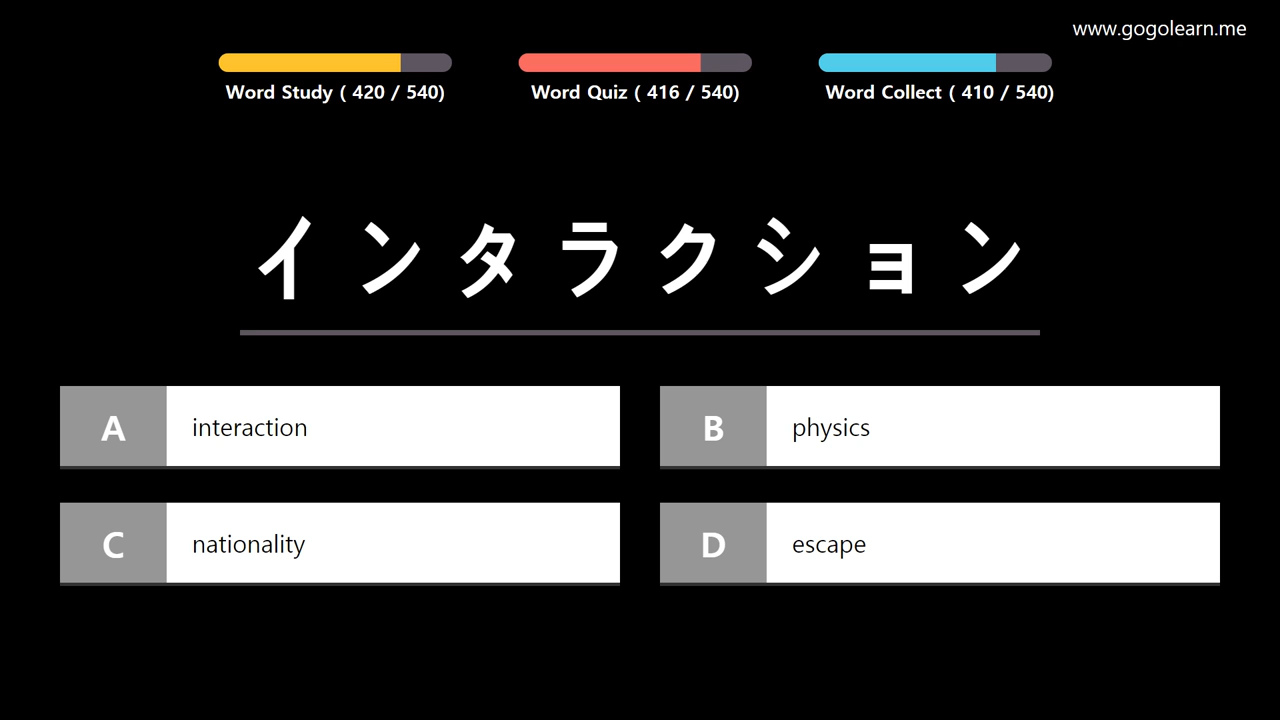 www.gogolearn.me
Word Study ( 420 / 540)
Word Quiz ( 416 / 540)
Word Collect ( 410 / 540)
インタラクション
A interaction
B physics
C nationality
D escape